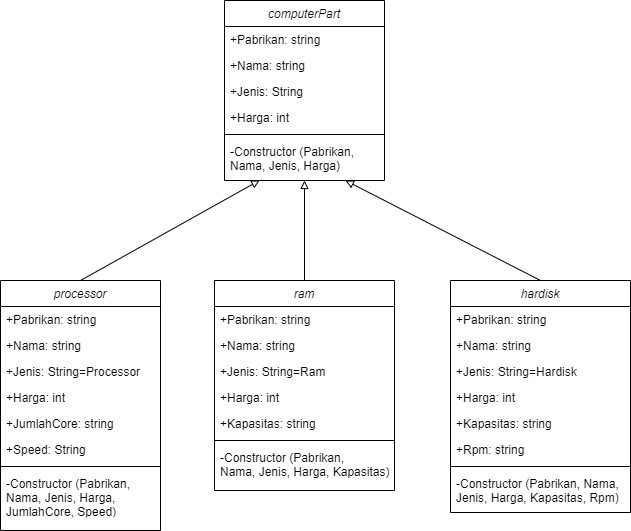 computerPart
+Pabrikan: string
+Nama: string
+Jenis: String
+Harga: int
-Constructor (Pabrikan,
Nama, Jenis, Harga)
processor
+Pabrikan: string
+Nama: string
+Jenis: String=Processor
+Harga: int
+JumlahCore: string
+Speed: String
-Constructor (Pabrikan,
Nama, Jenis, Harga,
JumlahCore, Speed)
ram
+Pabrikan: string
+Nama: string
+Jenis: String=Ram
+Harga: int
+Kapasitas: string
-Constructor (Pabrikan,
Nama, Jenis, Harga, Kapasitas)
hardisk
+Pabrikan: string
+Nama: string
+Jenis: String=Hardisk
+Harga: int
+Kapasitas: string
+Rpm: string
-Constructor (Pabrikan, Nama,
Jenis, Harga, Kapasitas, Rpm)